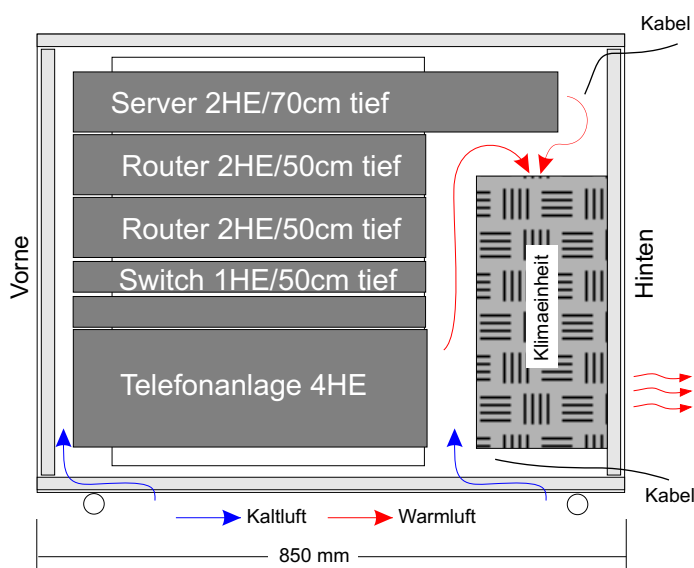 Kabel
Server 2HE/70cm tief
Router 2HE/50cm tief
Router 2HE/50cm tief
Vorne
Switch 1HE/50cm tief
Klimaeinheit
Hinten
Telefonanlage 4HE
Kabel
Kaltluft
Warmluft
850 mm